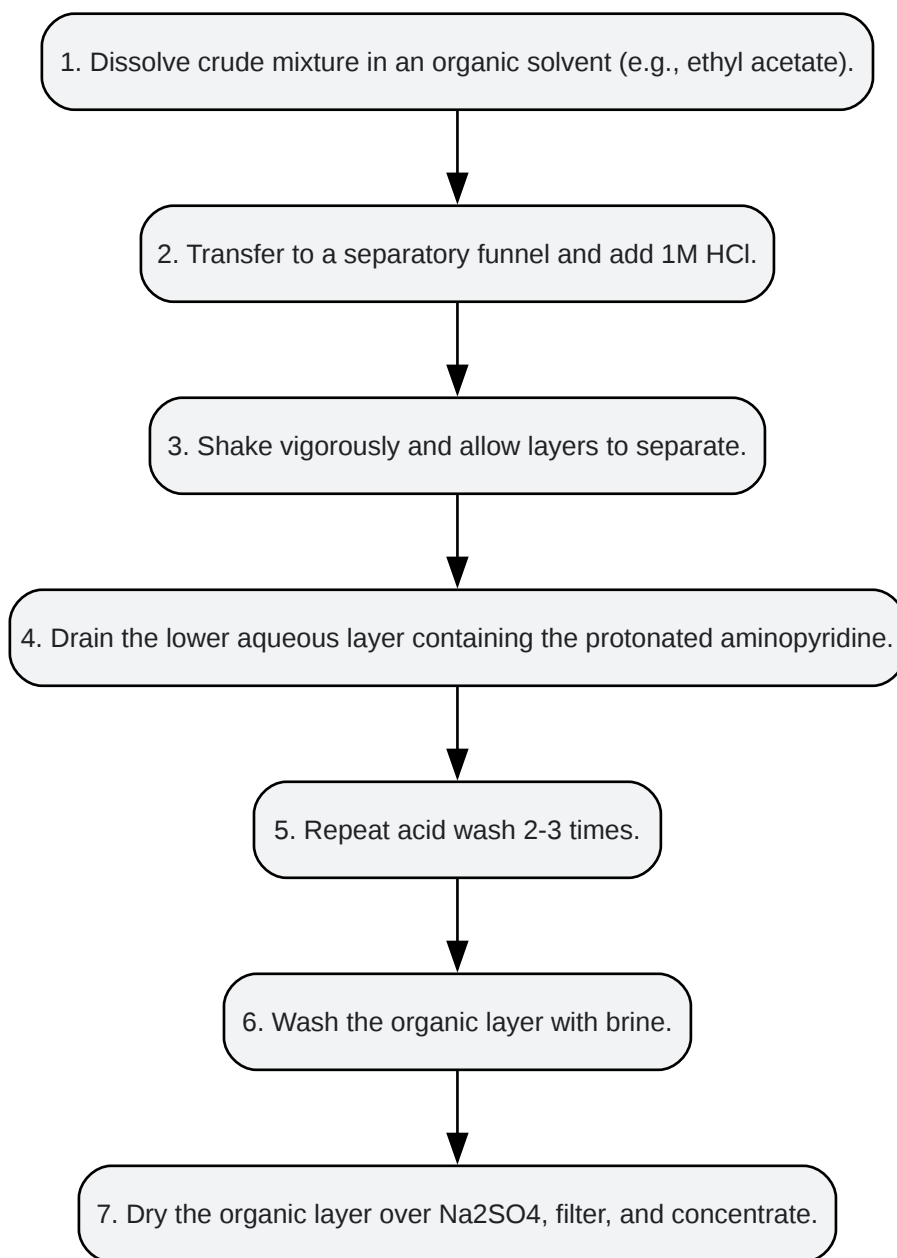 1. Dissolve crude mixture in an organic solvent (e.g., ethyl acetate).
2. Transfer to a separatory funnel and add 1M HCl.
3. Shake vigorously and allow layers to separate.
4. Drain the lower aqueous layer containing the protonated aminopyridine.
5. Repeat acid wash 2-3 times.
6. Wash the organic layer with brine.
7. Dry the organic layer over Na2SO4, filter, and concentrate.